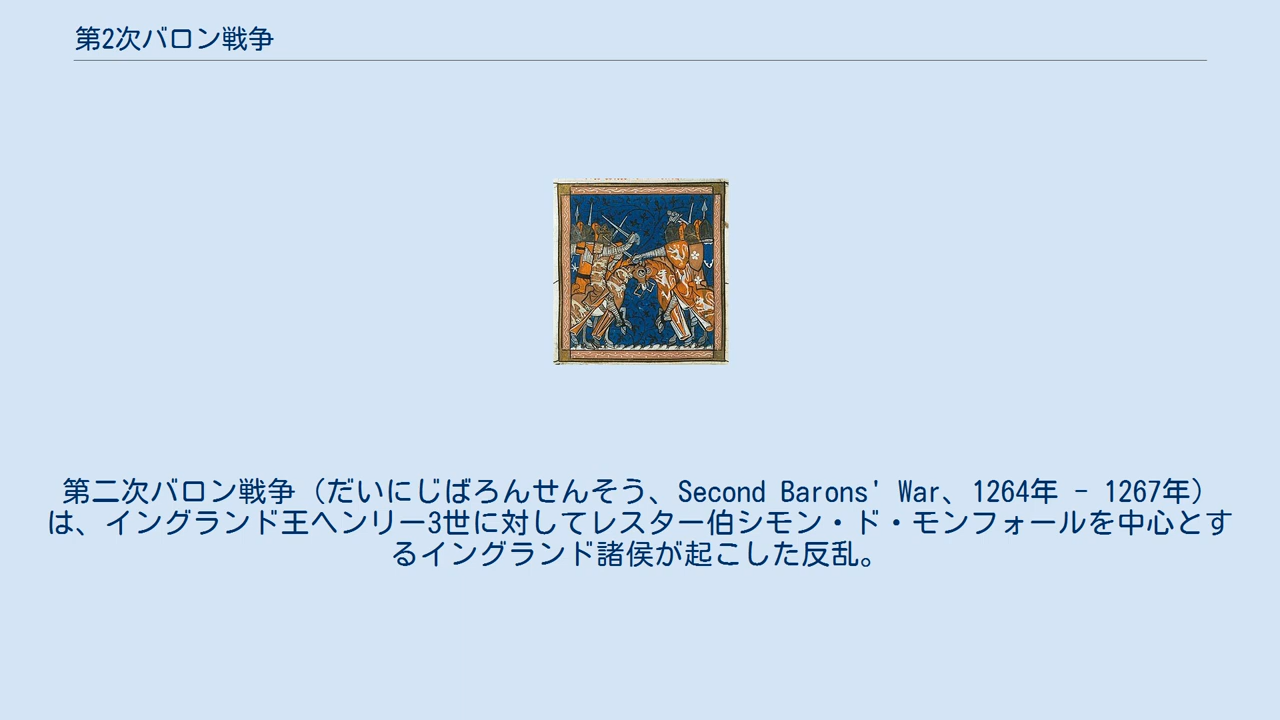 第2次バロン戦争
第二次バロン戦争（だいにじばろんせんそう、Second Barons' War、1264年 - 1267年）
は、イングランド王ヘンリー3世に対してレスター伯シモン・ド・モンフォールを中心とす
るイングランド諸侯が起こした反乱。